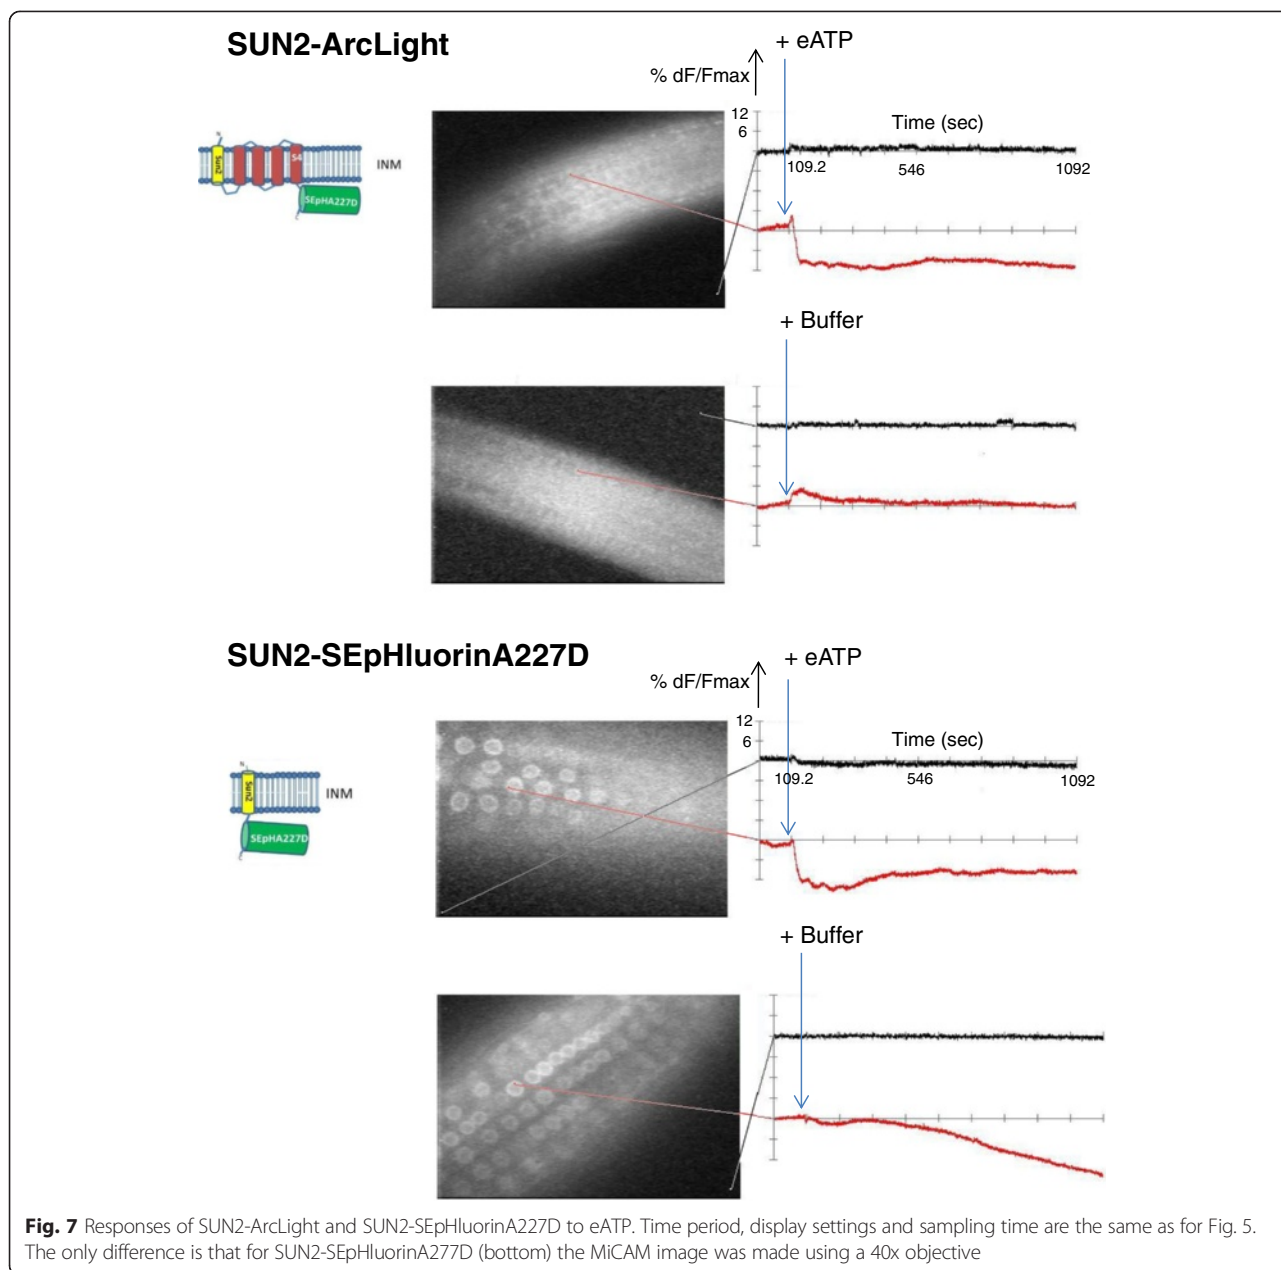 SUN2-ArcLight
+ eATP
% dF/Fmax
12
6
Time (sec)
109.2
546
1092
N
Sun2
S4
INM
SEpHA227D
C
+ Buffer
SUN2-SEpHluorinA227D
+ eATP
% dF/Fmax
12
6
Time (sec)
109.2
546
1092
N
Sun2
INM
SEpHA227D
C
+ Buffer
Fig. 7 Responses of SUN2-ArcLight and SUN2-SEpHluorinA227D to eATP. Time period, display settings and sampling time are the same as for Fig. 5.
The only difference is that for SUN2-SEpHluorinA277D (bottom) the MiCAM image was made using a 40x objective